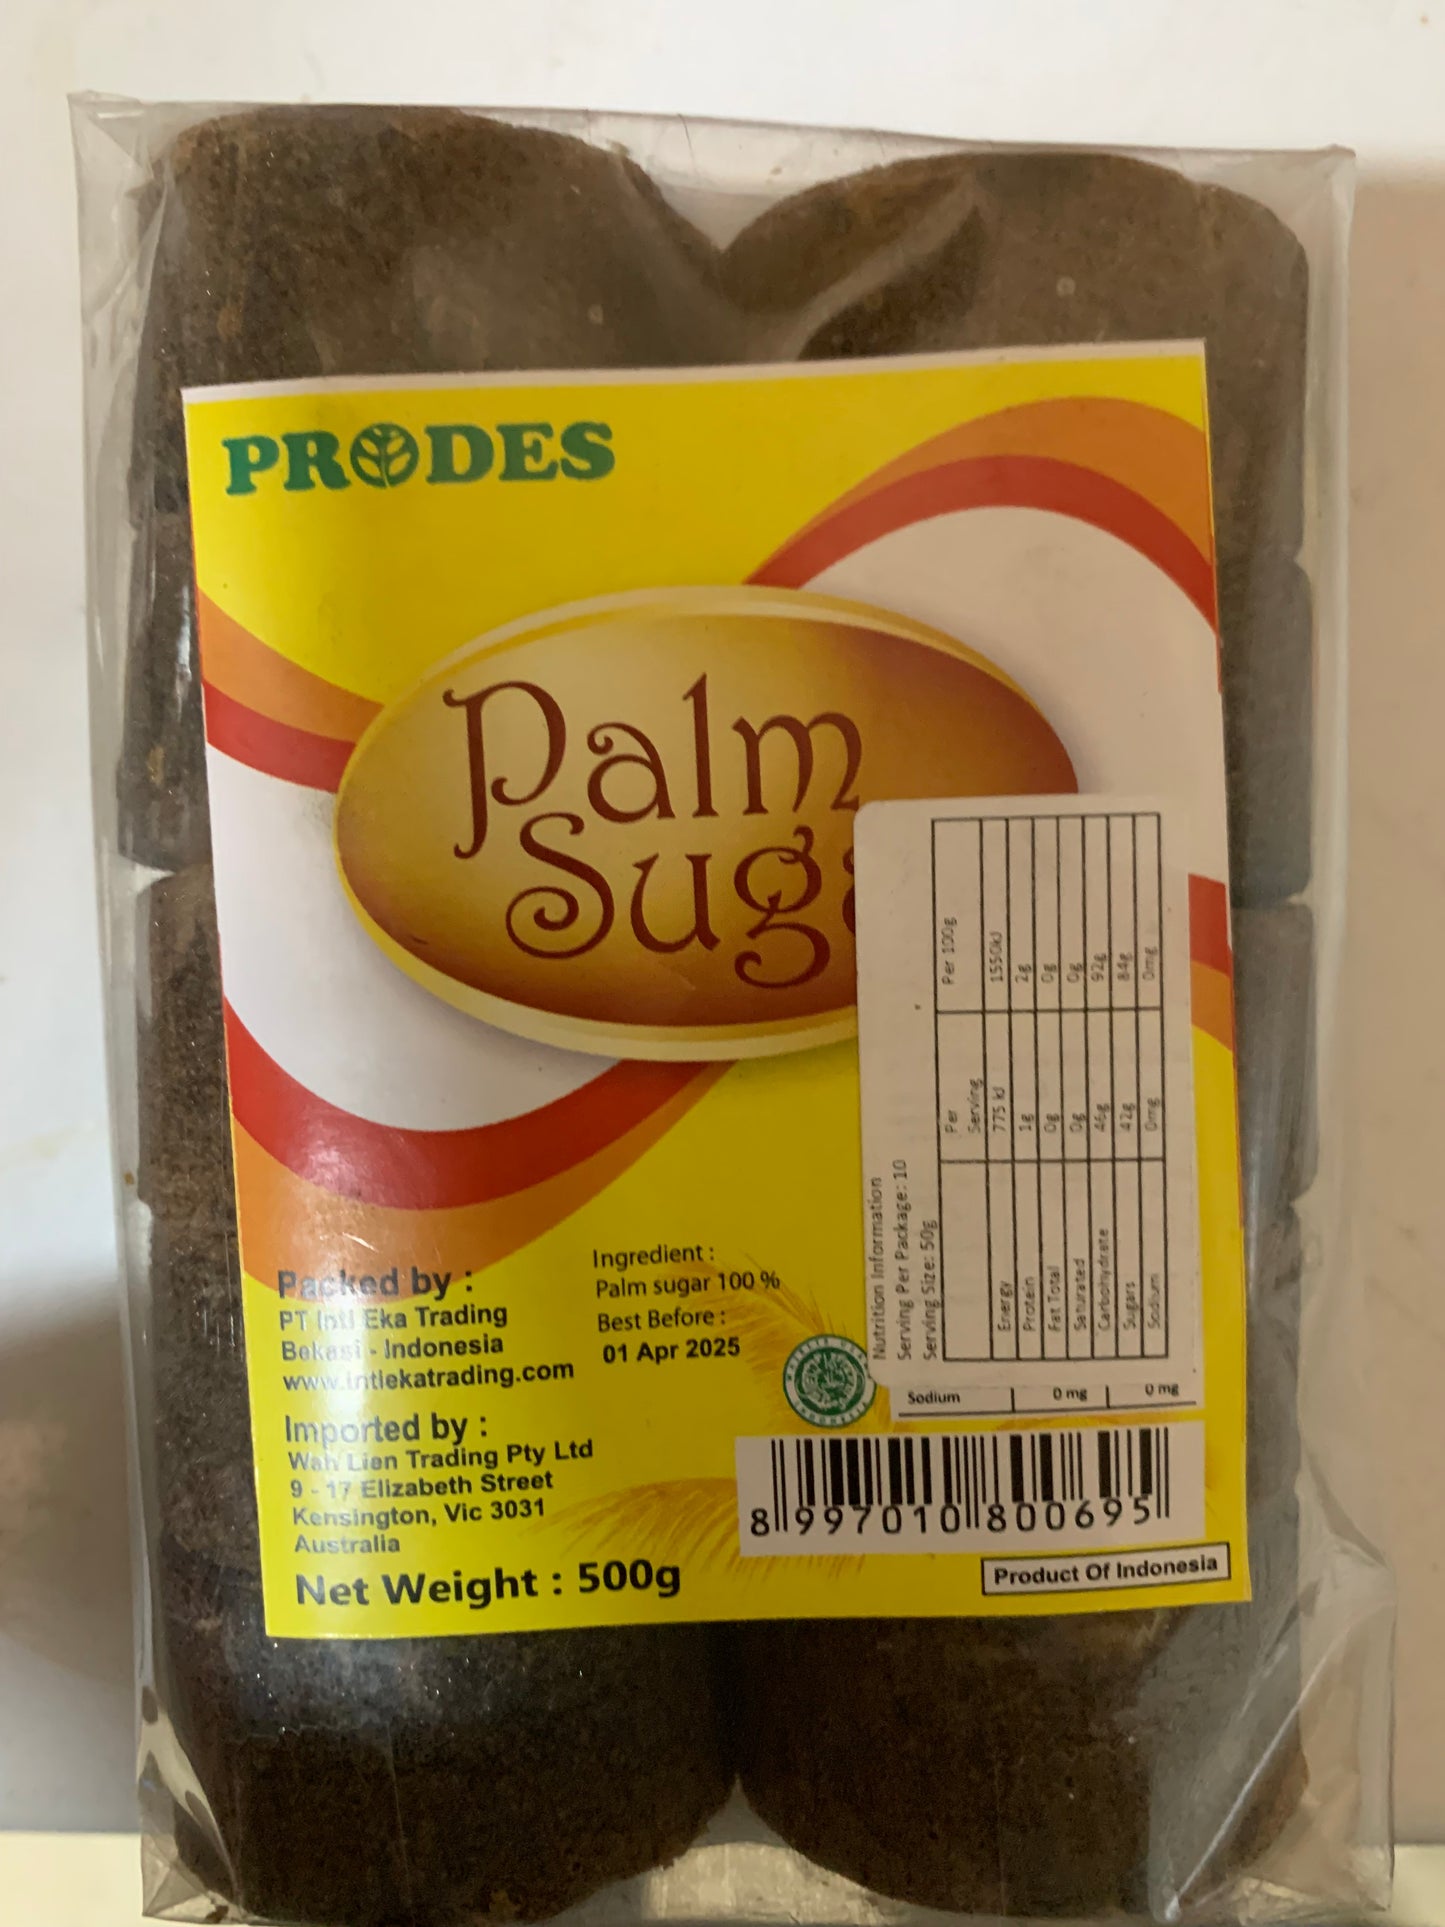 PRODES
Palm
Suga
Packed by :
PT Inti Eka Trading
Bekasi - Indonesia
www.intiekatrading.com
Imported by :
Wah Lien Trading Pty Ltd
9 - 17 Elizabeth Street
Kensington, Vic 3031
Australia
Net Weight : 500g
Ingredient :
Palm sugar 100 %
Best Before :
01 Apr 2025
Nutrition Information
Serving Per Package: 10
Serving Size: 50g
Per Serving Per 100g
Energy 775 kJ 1550kJ
Protein 1g 2g
Fat Total 0g 0g
Saturated 0g 0g
Carbohydrate 46g 92g
Sugars 42g 84g
Sodium 0mg 0mg
Sodium 0 mg 0 mg
8 997010 800695
Product Of Indonesia